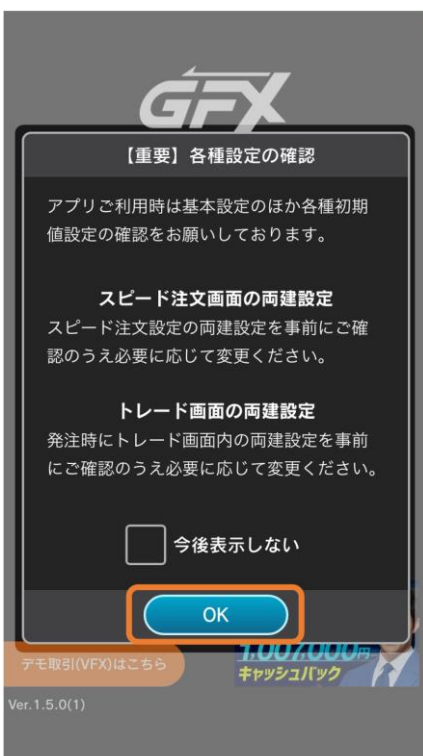 GFX
【重要】各種設定の確認
アプリご利用時は基本設定のほか各種初期
値設定の確認をお願いしております。
スピード注文画面の両建設定
スピード注文設定の両建設定を事前にご確
認のうえ必要に応じて変更ください。
トレード画面の両建設定
発注時にトレード画面内の両建設定を事前
にご確認のうえ必要に応じて変更ください。
今後表示しない
OK
デモ取引(VFX)はこちら
1,007,000円
キャッシュバック
Ver.1.5.0(1)